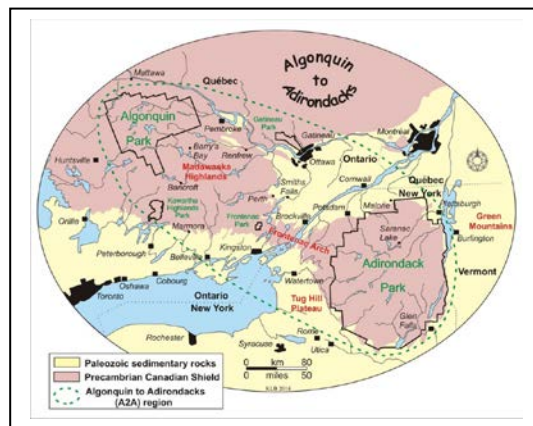 Algonquin
to
Adirondacks
Mattawa
Québec
Algonquin
Park
Pembroke
Gatineau
Park
Gatineau
Montréal
Huntsville
Barry's
Bay
Renfrew
Ottawa
Ontario
Madawaska
Highlands
Bancroft
Smiths
Falls
Cornwall
Québec
New York
Kawartha
Highlands
Park
Perth
Frontenac
Park
Brockville
Potsdam
Malone
Plattsburgh
Green
Mountains
Orillia
Marmora
Saranac
Lake
Burlington
Frontenac Arch
Peterborough
Belleville
Kingston
Adirondack
Park
Vermont
Cobourg
Oshawa
Toronto
Watertown
Ontario
New York
Tug Hill
Plateau
Glen
Falls
Rochester
Syracuse
Rome
Utica
Paleozoic sedimentary rocks
Precambrian Canadian Shield
Algonquin to Adirondacks
(A2A) region
0 km 80
0 miles 50